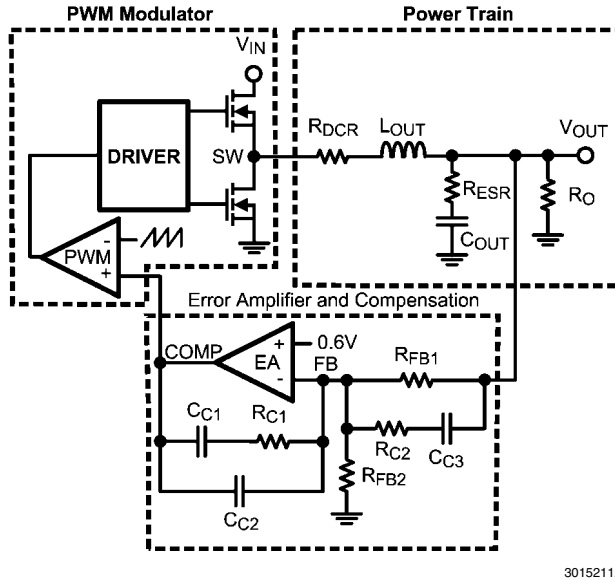 PWM Modulator
Power Train
VIN
DRIVER
SW
RDCR
LOUT
VOUT
RESR
RO
COUT
PWM
-
+
Error Amplifier and Compensation
COMP
EA
+
-
0.6V
FB
RFB1
CC1
RC1
RC2
CC3
RFB2
CC2
3015211